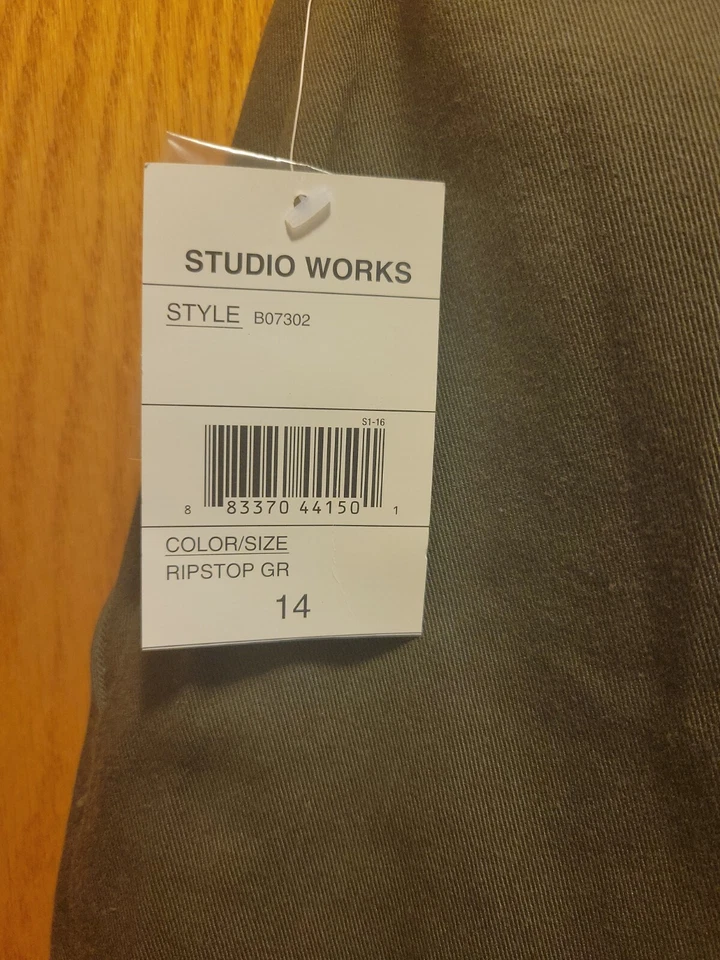 STUDIO WORKS
STYLE B07302
S1-16
8 83370 44150 1
COLOR/SIZE
RIPSTOP GR
14